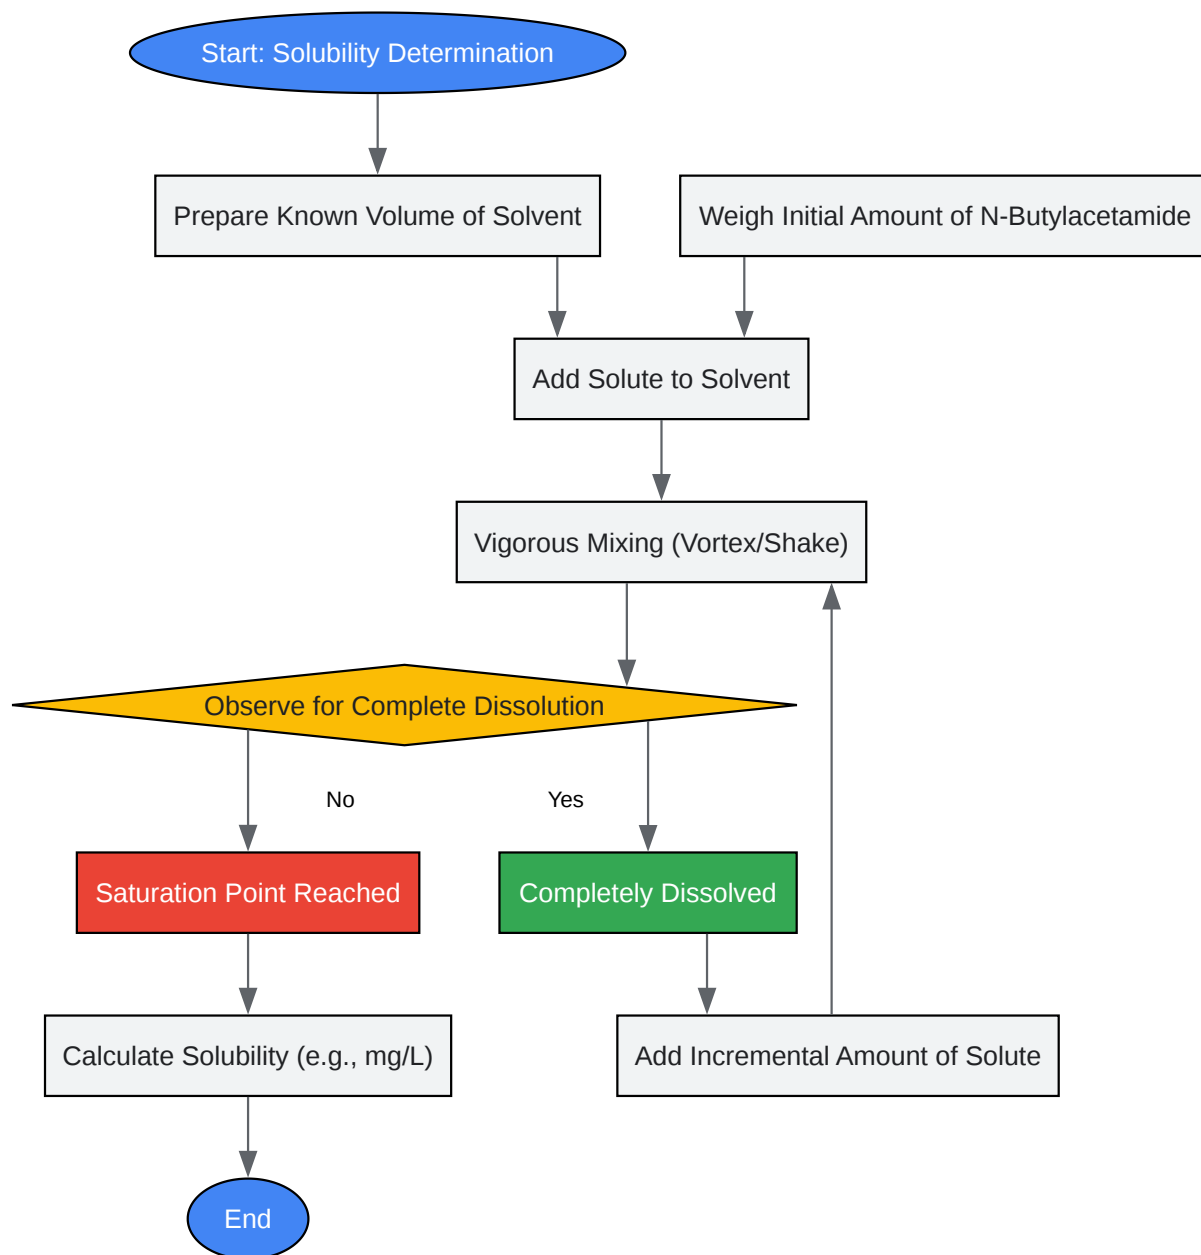 Start: Solubility Determination
Prepare Known Volume of Solvent
Weigh Initial Amount of N-Butylacetamide
Add Solute to Solvent
Vigorous Mixing (Vortex/Shake)
Observe for Complete Dissolution
No
Yes
Saturation Point Reached
Completely Dissolved
Calculate Solubility (e.g., mg/L)
Add Incremental Amount of Solute
End